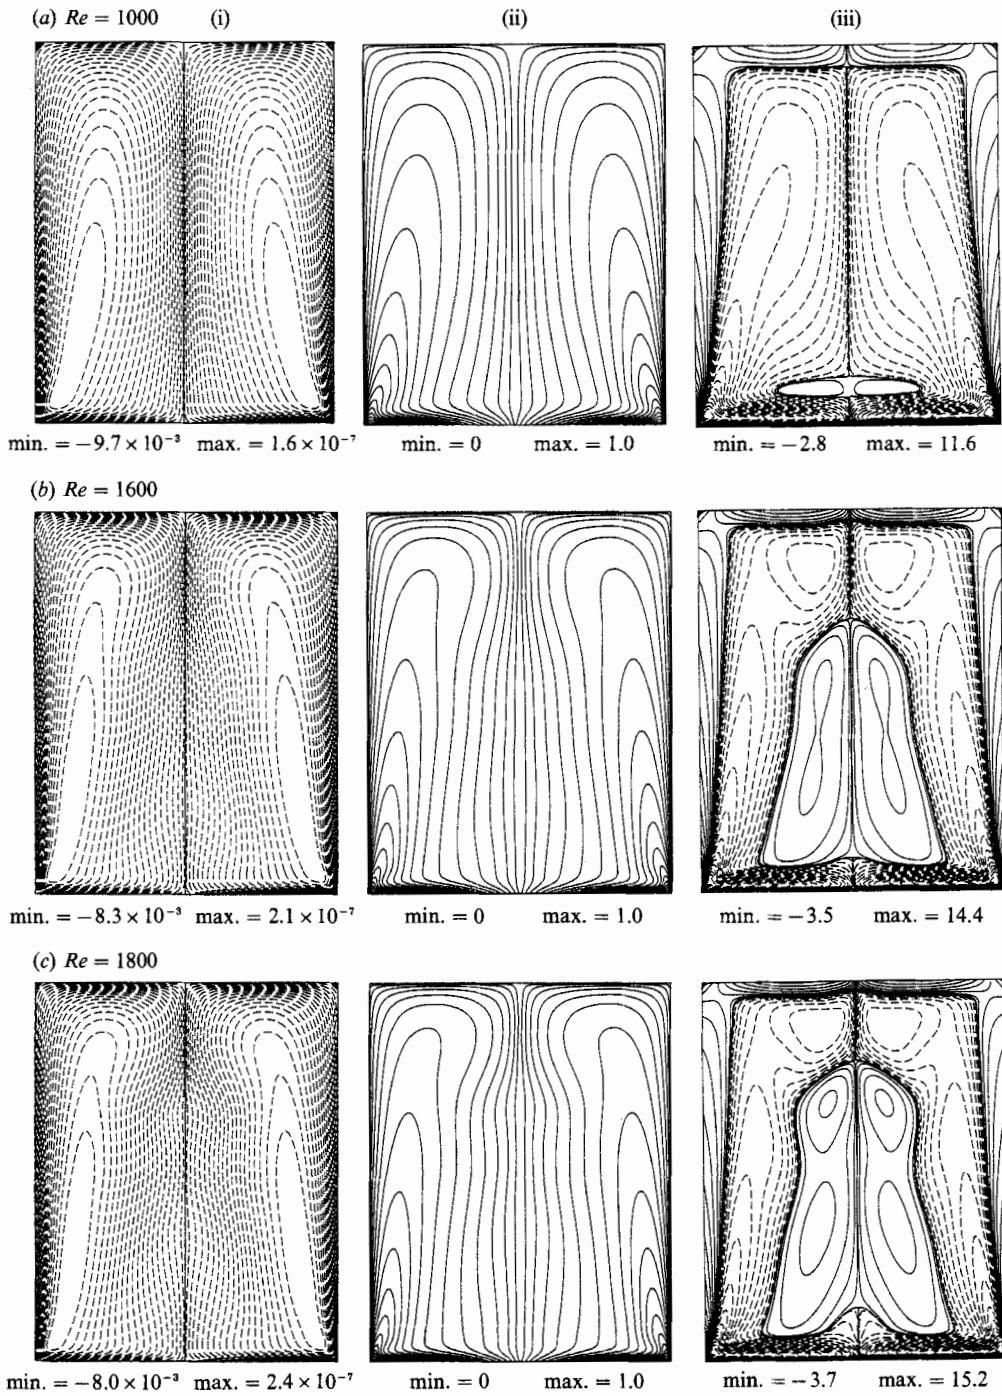 (a) Re = 1000 (i) (ii) (iii)
min. = −9.7 × 10⁻³ max. = 1.6 × 10⁻⁷ min. = 0 max. = 1.0 min. = −2.8 max. = 11.6
(b) Re = 1600
min. = −8.3 × 10⁻³ max. = 2.1 × 10⁻⁷ min. = 0 max. = 1.0 min. = −3.5 max. = 14.4
(c) Re = 1800
min. = −8.0 × 10⁻³ max. = 2.4 × 10⁻⁷ min. = 0 max. = 1.0 min. = −3.7 max. = 15.2